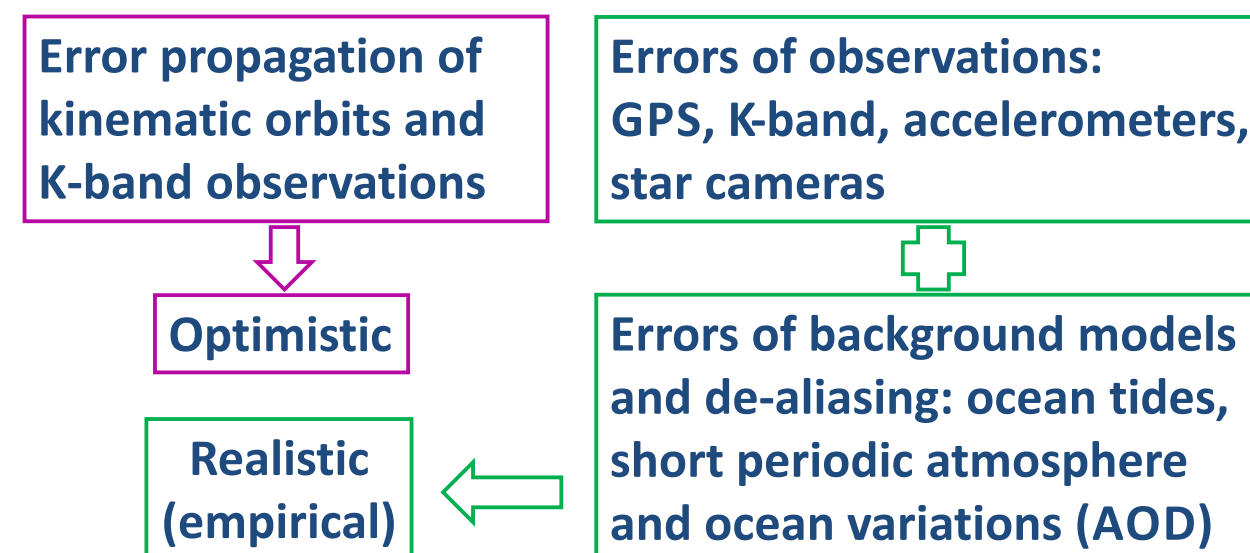 Error propagation of
kinematic orbits and
K-band observations
Optimistic
Errors of observations:
GPS, K-band, accelerometers,
star cameras
Errors of background models
and de-aliasing: ocean tides,
short periodic atmosphere
and ocean variations (AOD)
Realistic
(empirical)